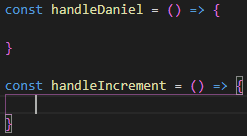 const handleDaniel = () => {
}
const handleIncrement = () => {
}